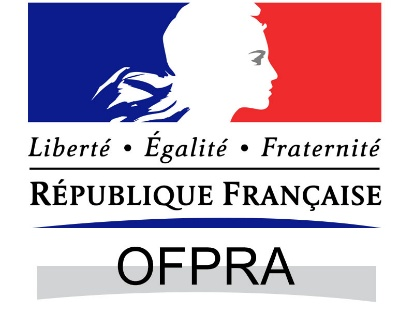 Liberté • Égalité • Fraternité
RÉPUBLIQUE FRANÇAISE
OFPRA